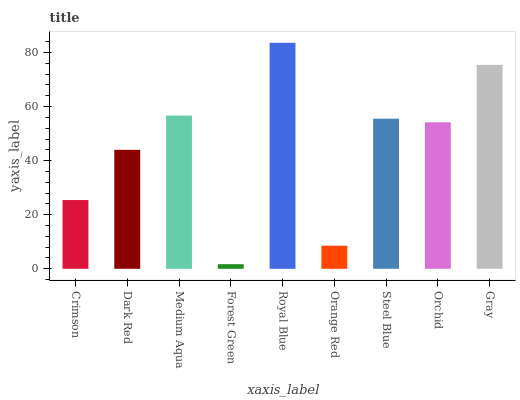 title
80
60
40
20
0
yaxis_label
Crimson
Dark Red
Medium Aqua
Forest Green
Royal Blue
Orange Red
Steel Blue
Orchid
Gray
xaxis_label